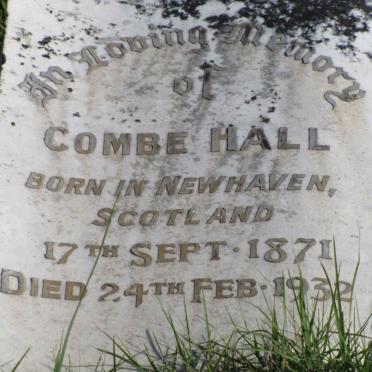 In Loving Memory
of
COMBE HALL
BORN IN NEWHAVEN,
SCOTLAND
17TH SEPT · 1871
DIED 24TH FEB · 1932